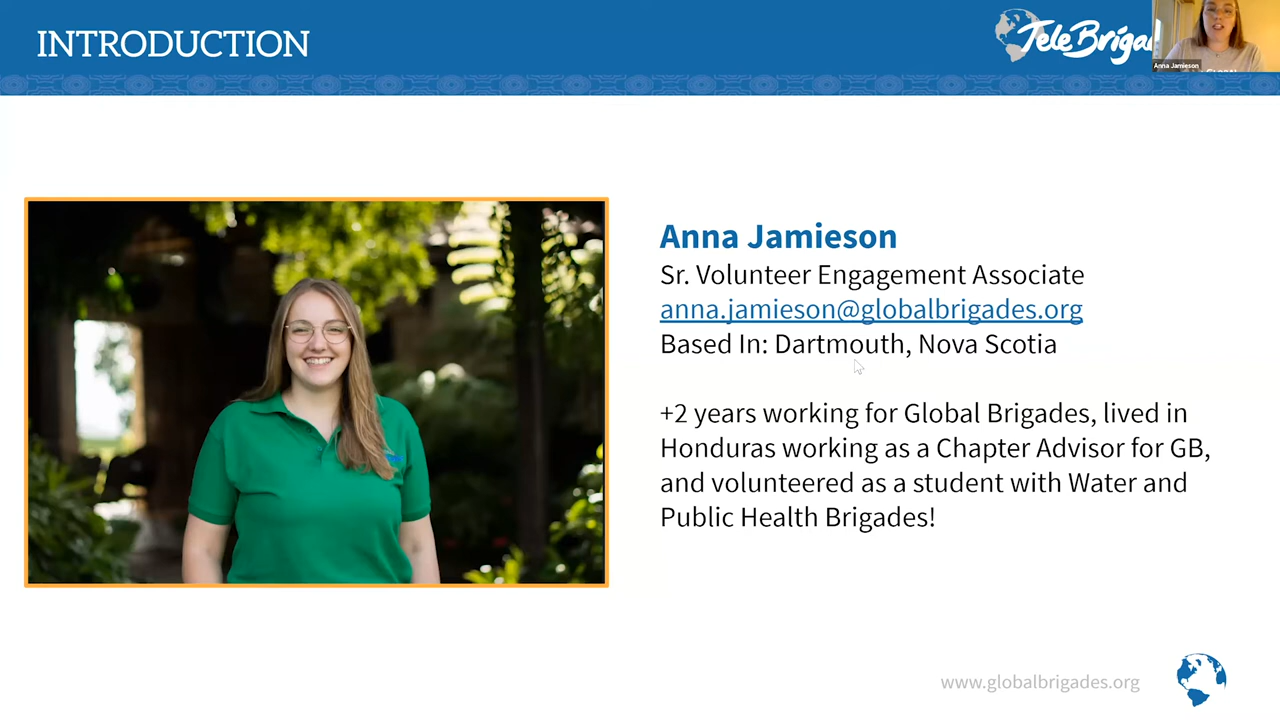 INTRODUCTION
Anna Jamieson
Anna Jamieson
Sr. Volunteer Engagement Associate
anna.jamieson@globalbrigades.org
Based In: Dartmouth, Nova Scotia
+2 years working for Global Brigades, lived in
Honduras working as a Chapter Advisor for GB,
and volunteered as a student with Water and
Public Health Brigades!
www.globalbrigades.org